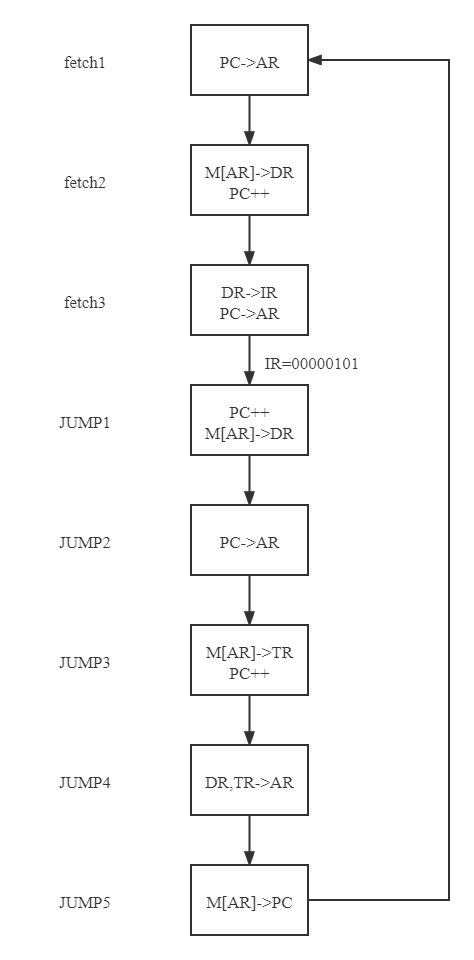 fetch1
PC->AR
fetch2
M[AR]->DR
PC++
fetch3
DR->IR
PC->AR
IR=00000101
JUMP1
PC++
M[AR]->DR
JUMP2
PC->AR
JUMP3
M[AR]->TR
PC++
JUMP4
DR,TR->AR
JUMP5
M[AR]->PC